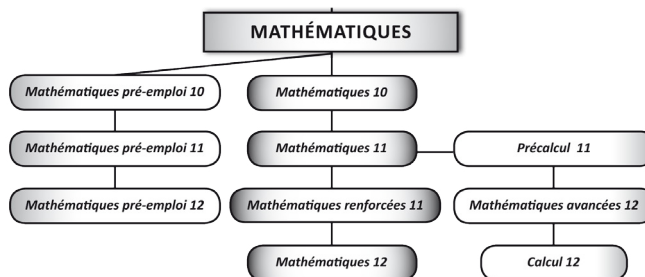 MATHÉMATIQUES
Mathématiques pré-emploi 10
Mathématiques 10
Mathématiques pré-emploi 11
Mathématiques 11
Précalcul 11
Mathématiques pré-emploi 12
Mathématiques renforcées 11
Mathématiques avancées 12
Mathématiques 12
Calcul 12